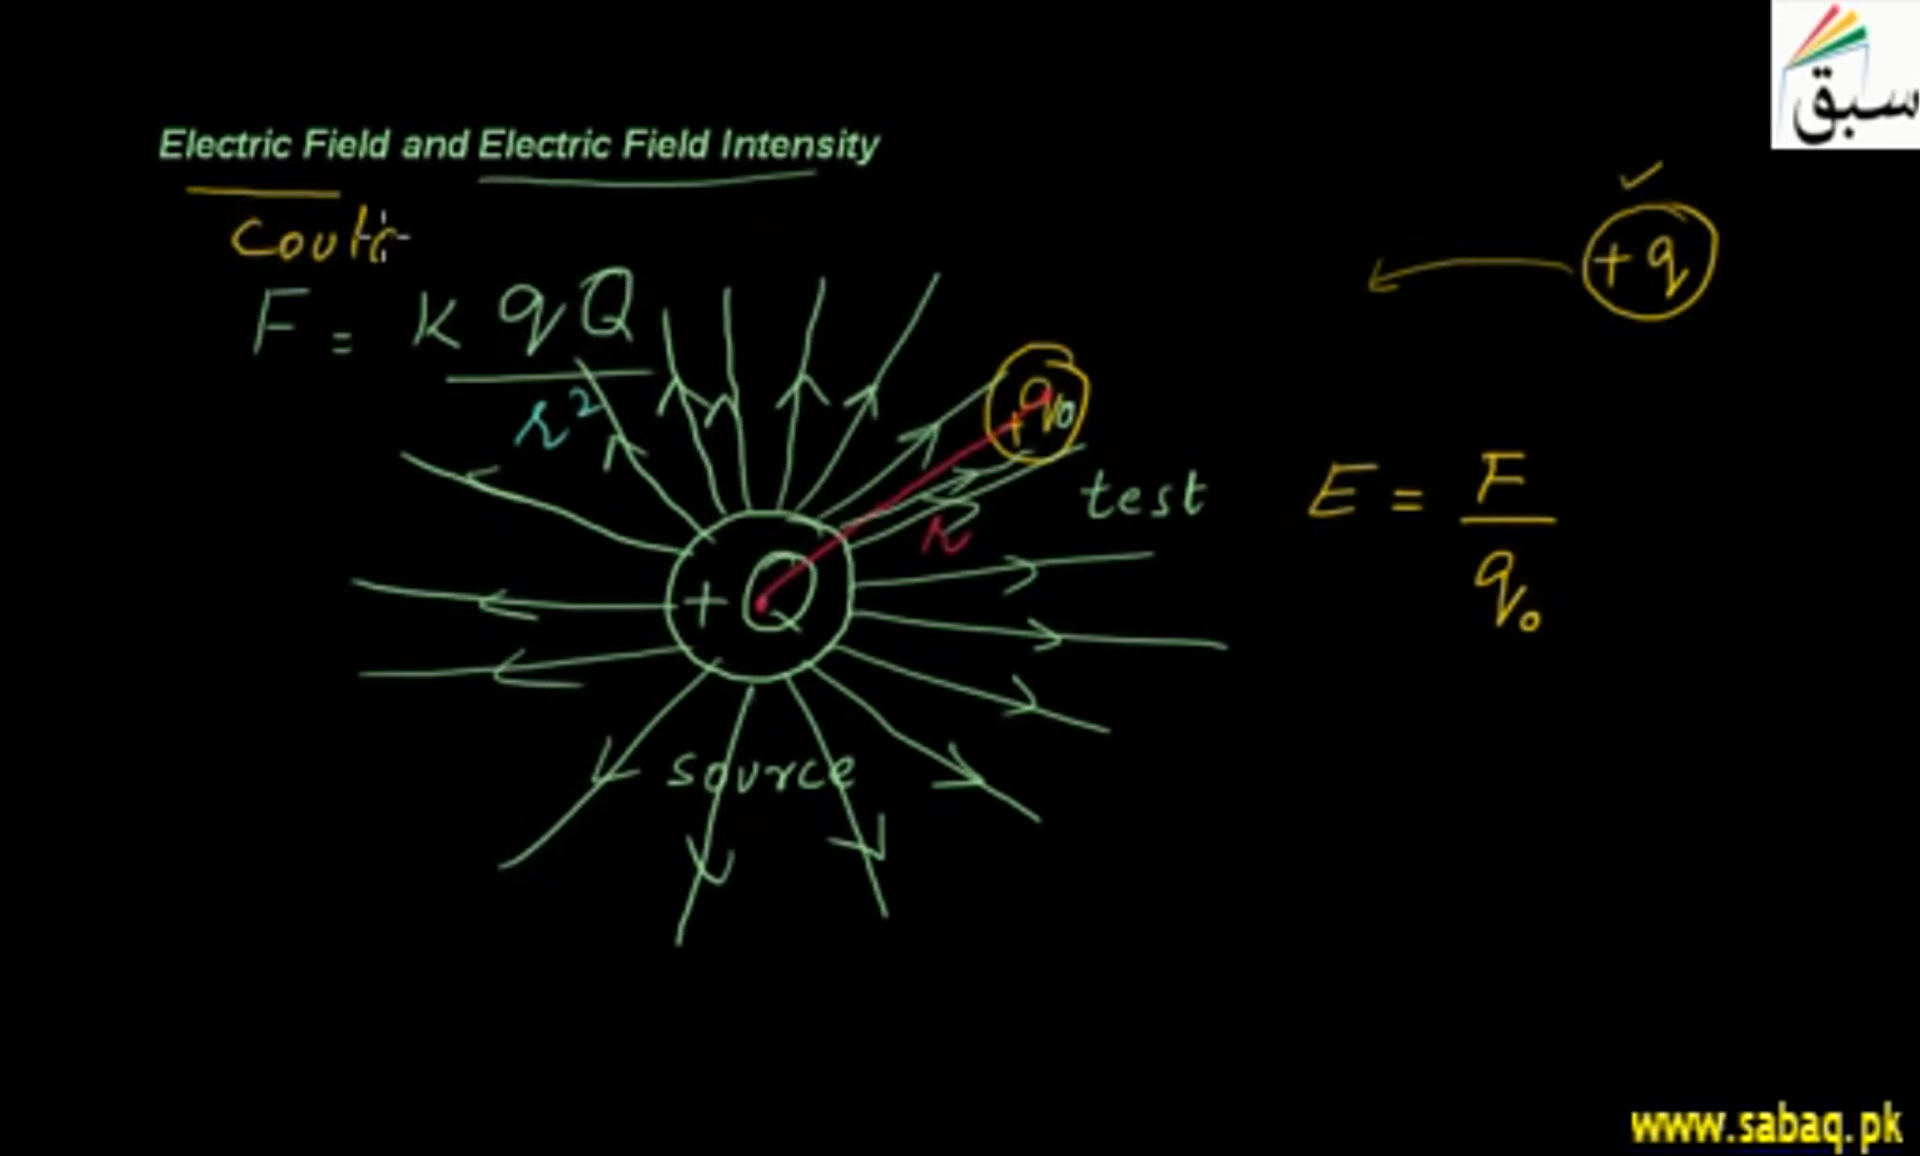 سبق
Electric Field and Electric Field Intensity
F = k qQ
r²
+q
+q₀
test
E = F
q₀
r
+Q
source
www.sabaq.pk